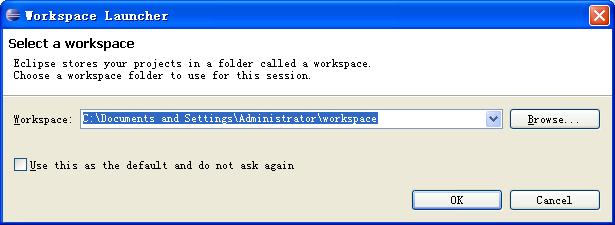 Workspace Launcher
Select a workspace
Eclipse stores your projects in a folder called a workspace.
Choose a workspace folder to use for this session.
Workspace: C:\Documents and Settings\Administrator\workspace Browse...
Use this as the default and do not ask again
OK Cancel